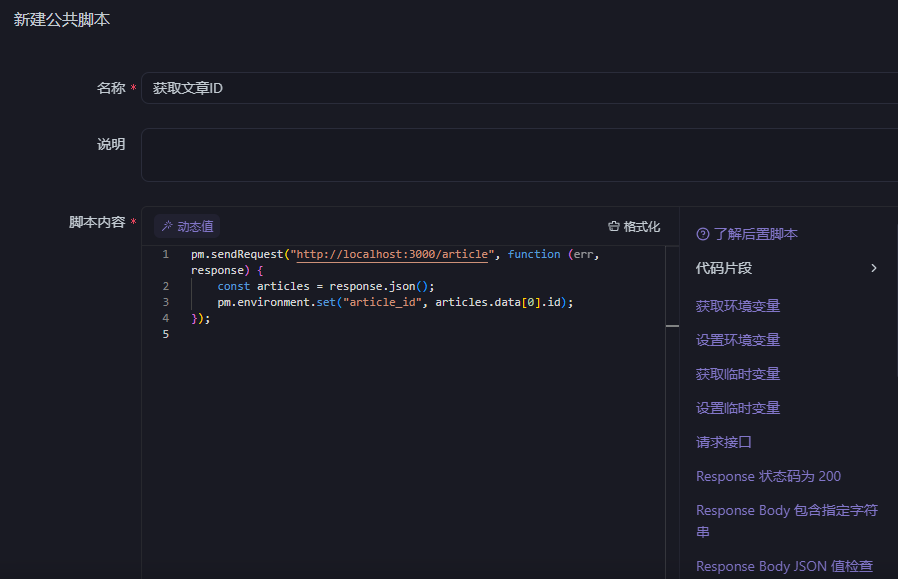 新建公共脚本
名称 *
获取文章ID
说明
脚本内容 *
动态值
格式化
1 pm.sendRequest("http://localhost:3000/article", function (err,
response) {
2 const articles = response.json();
3 pm.environment.set("article_id", articles.data[0].id);
4 });
5
了解后置脚本
代码片段
获取环境变量
设置环境变量
获取临时变量
设置临时变量
请求接口
Response 状态码为 200
Response Body 包含指定字符
串
Response Body JSON 值检查